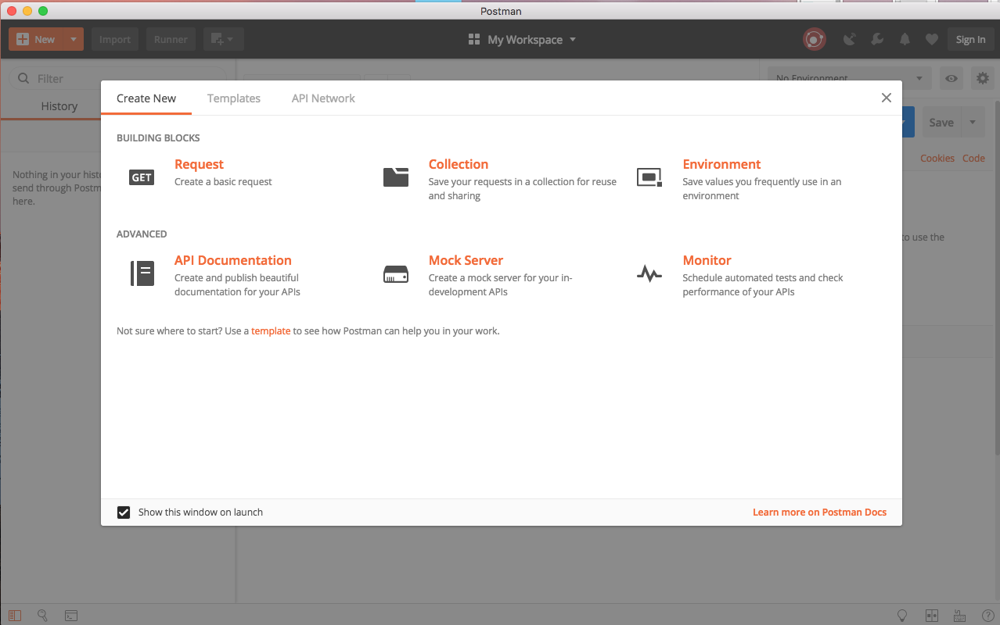 Postman
New
Import
Runner
My Workspace
Sign In
Filter
History
No Environment
Save
Cookies Code
Nothing in your
send through Postm
here.
to use the
Create New
Templates
API Network
BUILDING BLOCKS
GET
Request
Create a basic request
Collection
Save your requests in a collection for reuse
and sharing
Environment
Save values you frequently use in an
environment
ADVANCED
API Documentation
Create and publish beautiful
documentation for your APIs
Mock Server
Create a mock server for your in-
development APIs
Monitor
Schedule automated tests and check
performance of your APIs
Not sure where to start? Use a template to see how Postman can help you in your work.
Show this window on launch
Learn more on Postman Docs